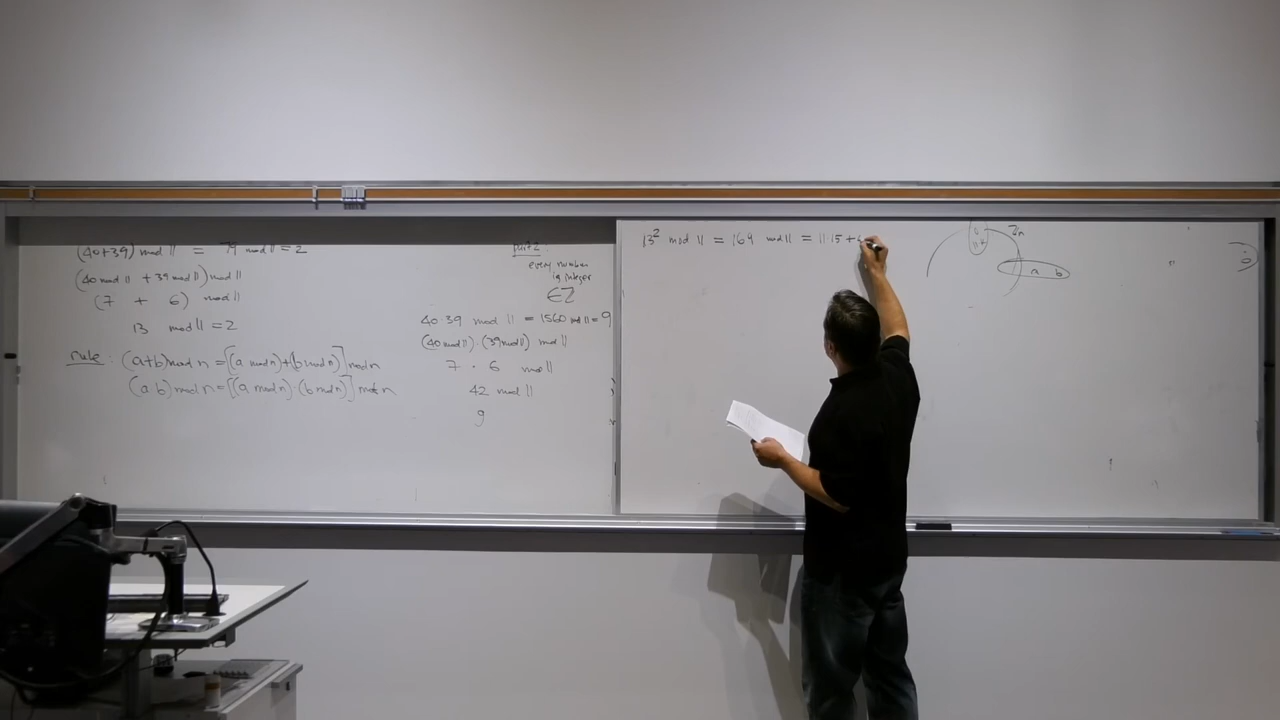 (40+39) mod 11 = 79 mod 11 = 2
(40 mod 11 + 39 mod 11) mod 11
(7 + 6) mod 11
13 mod 11 = 2
rule: (a+b) mod n = [(a mod n)+(b mod n)] mod n
(a·b) mod n = [(a mod n)·(b mod n)] mod n
every number
is integer
∈Z
40·39 mod 11 = 1560 mod 11 = 9
(40 mod 11)·(39 mod 11) mod 11
7 · 6 mod 11
42 mod 11
9
13² mod 11 = 169 mod 11 = 11·15 +
Zn
a b